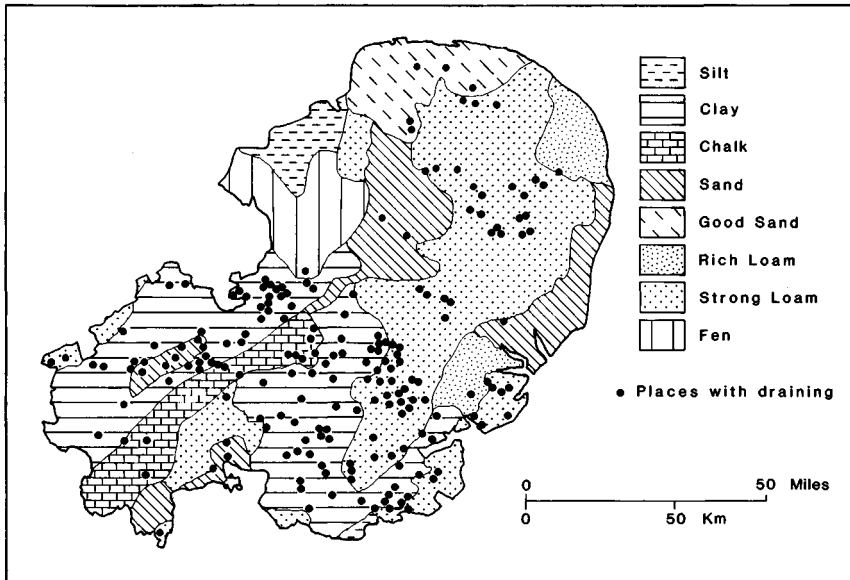 Silt
Clay
Chalk
Sand
Good Sand
Rich Loam
Strong Loam
Fen
Places with draining
0 50 Miles
0 50 Km